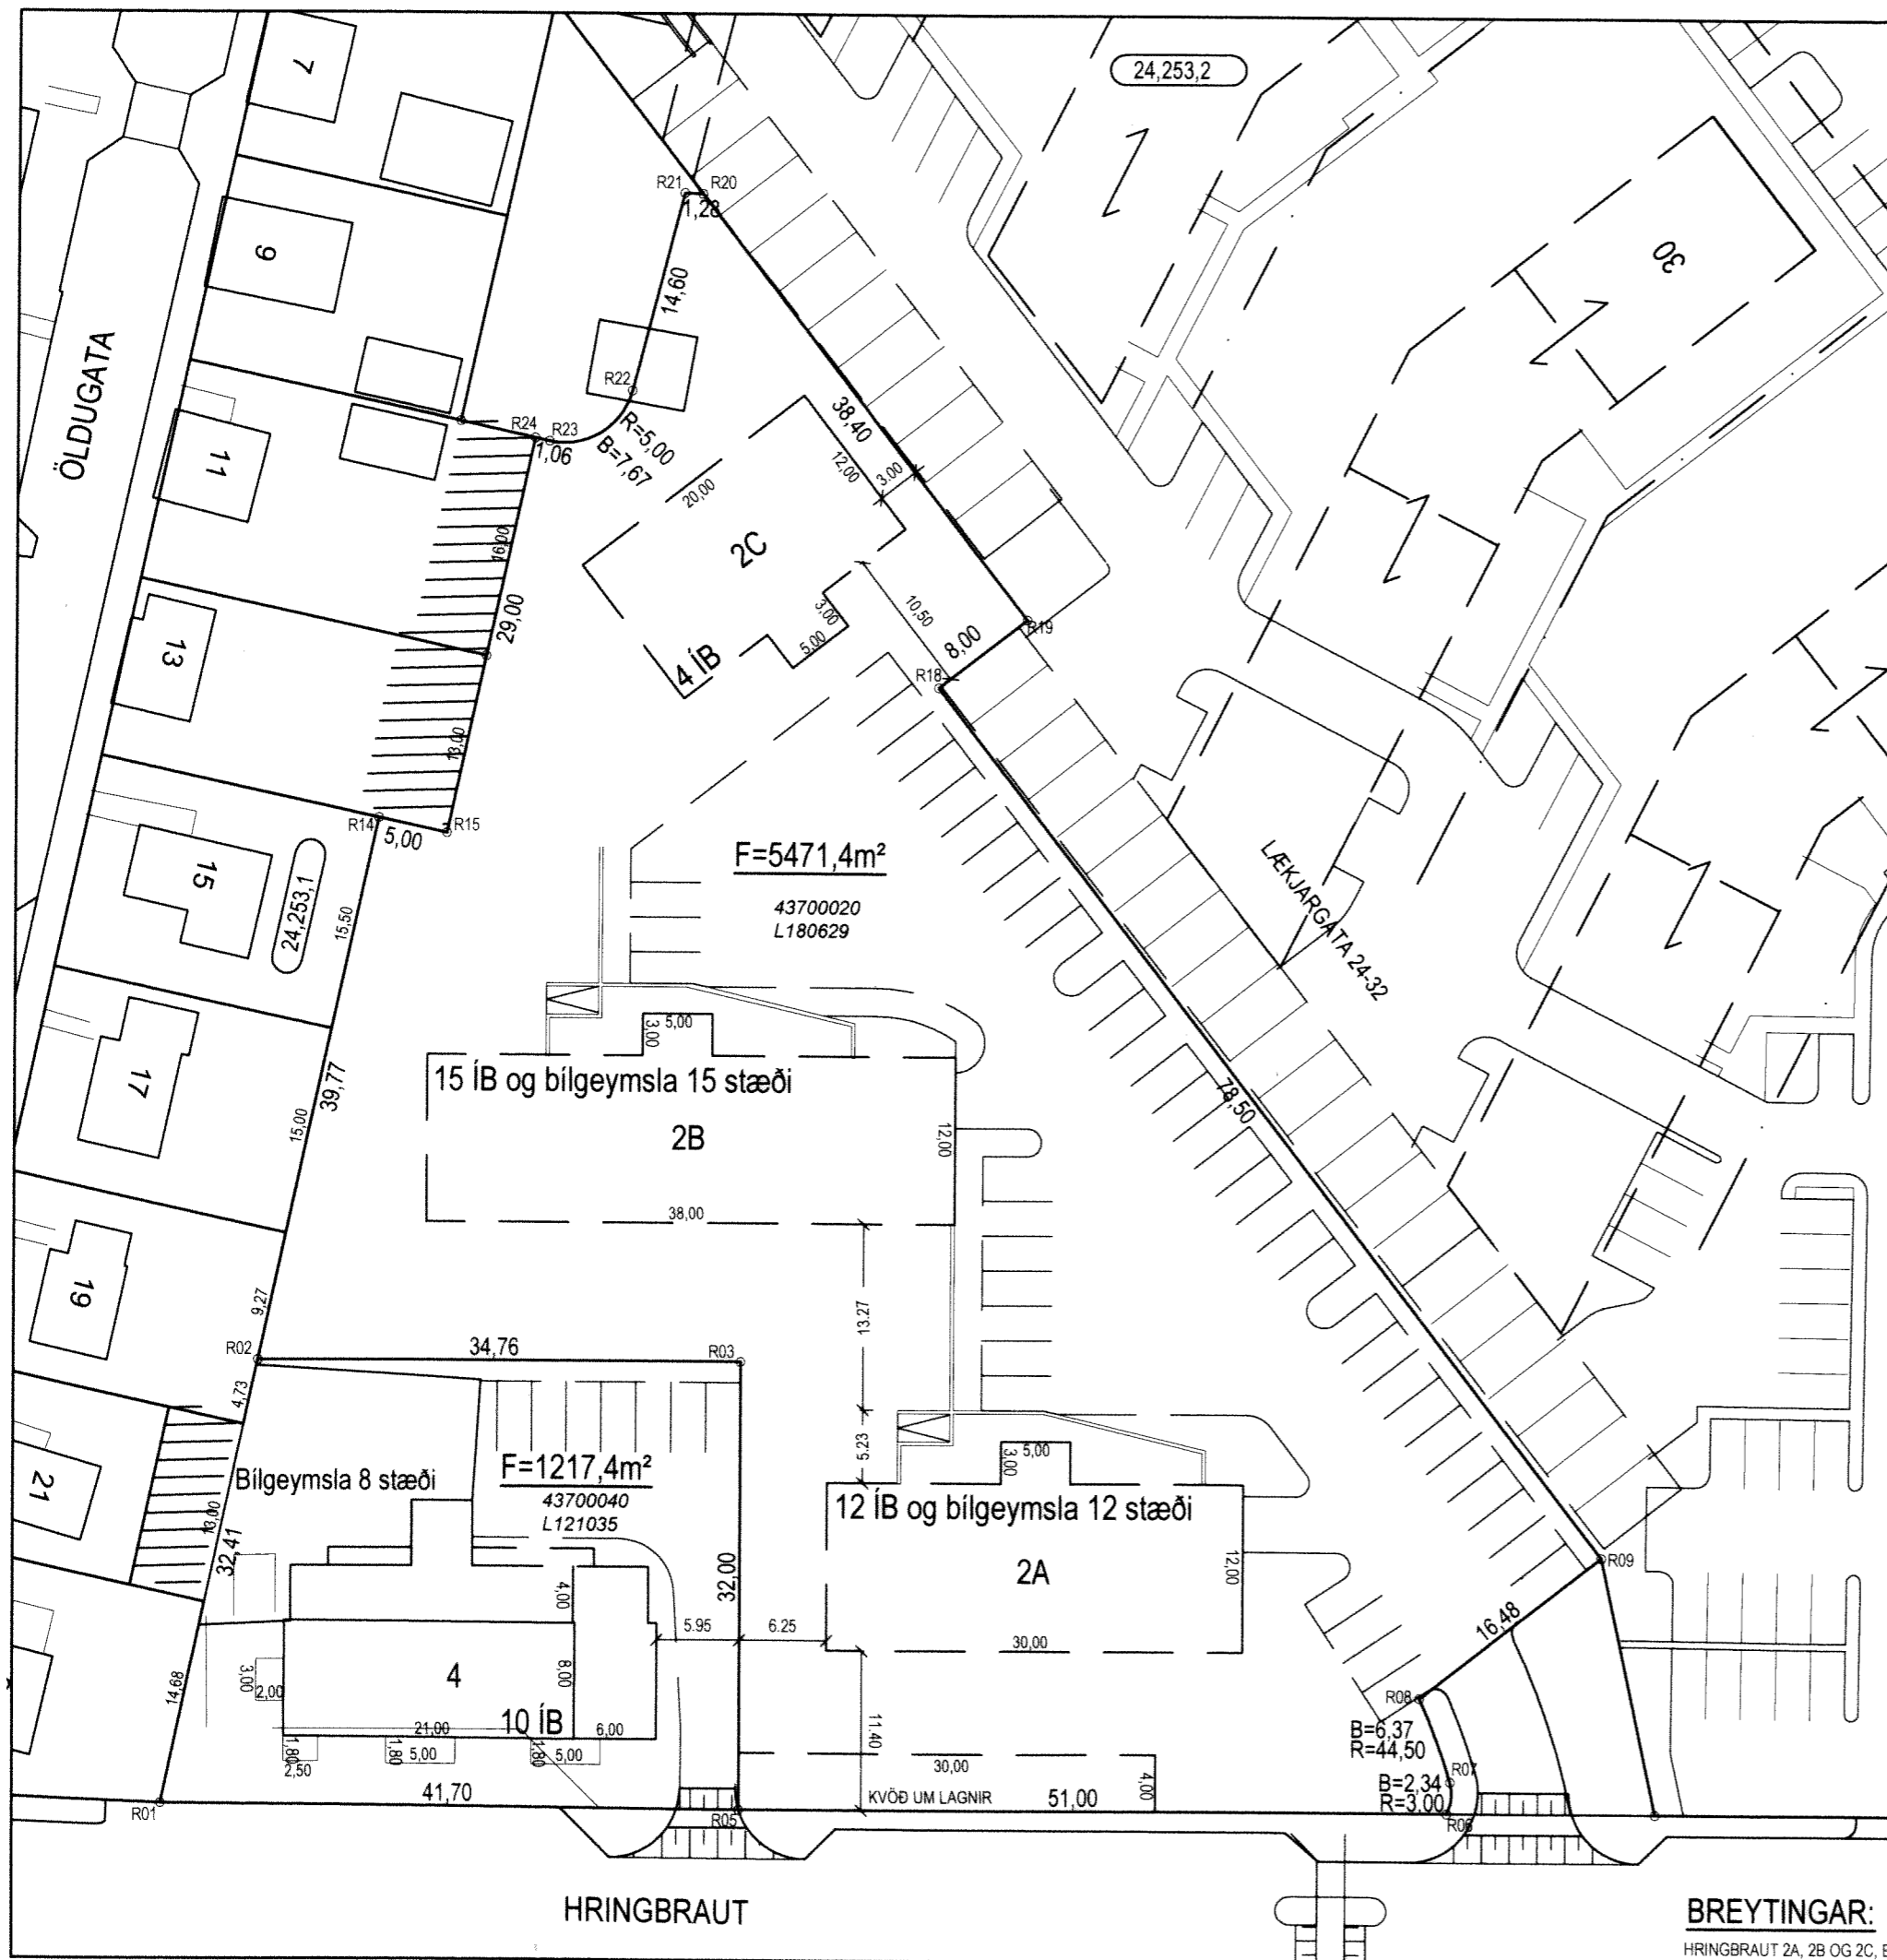 7
24,253,2
R21
R20
1,28
9
30
14,60
ÖLDUGATA
R22
R=5,00
B=7,67
38,40
R24
R23
1,06
12,00
3.00
20,00
11
16,00
2C
10,50
3,00
5,00
R19
8,00
29,00
13
4 ÍB
R18
13,00
R14
R15
5,00
15
24,253,1
15,50
F=5471,4m²
43700020
L180629
LÆKJARGATA 24-32
5,00
3,00
15 ÍB og bílgeymsla 15 stæði
2B
12,00
38,00
78,50
17
39,77
15,00
19
9,27
13.27
R02
34,76
R03
4,73
5.23
21
Bílgeymsla 8 stæði
F=1217,4m²
43700040
L121035
5,00
3,00
12 ÍB og bílgeymsla 12 stæði
2A
12,00
30,00
13,00
32,41
32,00
4,00
5.95
6.25
R09
16,48
14,68
3,00
2,00
4
8,00
10 ÍB
21,00
6,00
1,80
2,50
1,80
5,00
1,80
5,00
11.40
30,00
4,00
R08
B=6,37
R=44,50
R07
B=2,34
R=3,00
R01
41,70
R05
KVÖÐ UM LAGNIR
51,00
R06
HRINGBRAUT
BREYTINGAR:
HRINGBRAUT 2A, 2B OG 2C,